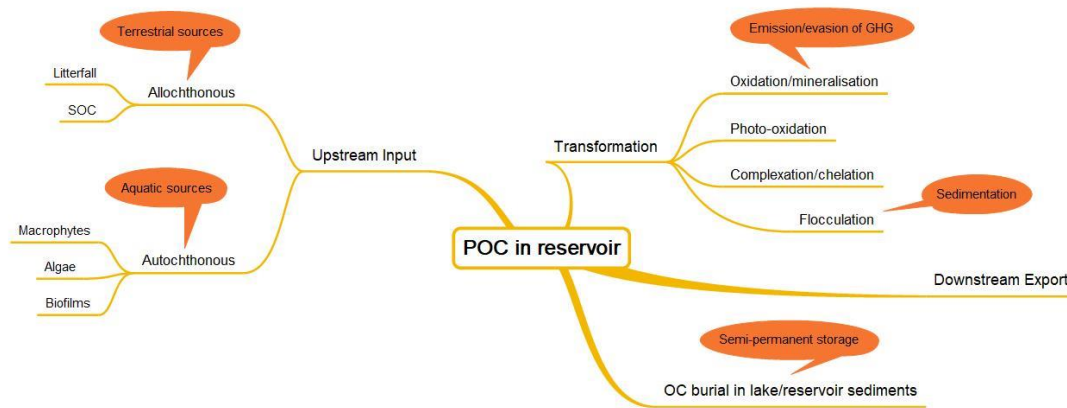 Terrestrial sources
Litterfall
Allochthonous
SOC
Upstream Input
Aquatic sources
Macrophytes
Autochthonous
Algae
Biofilms
POC in reservoir
Emission/evasion of GHG
Oxidation/mineralisation
Photo-oxidation
Transformation
Complexation/chelation
Sedimentation
Flocculation
Downstream Export
Semi-permanent storage
OC burial in lake/reservoir sediments